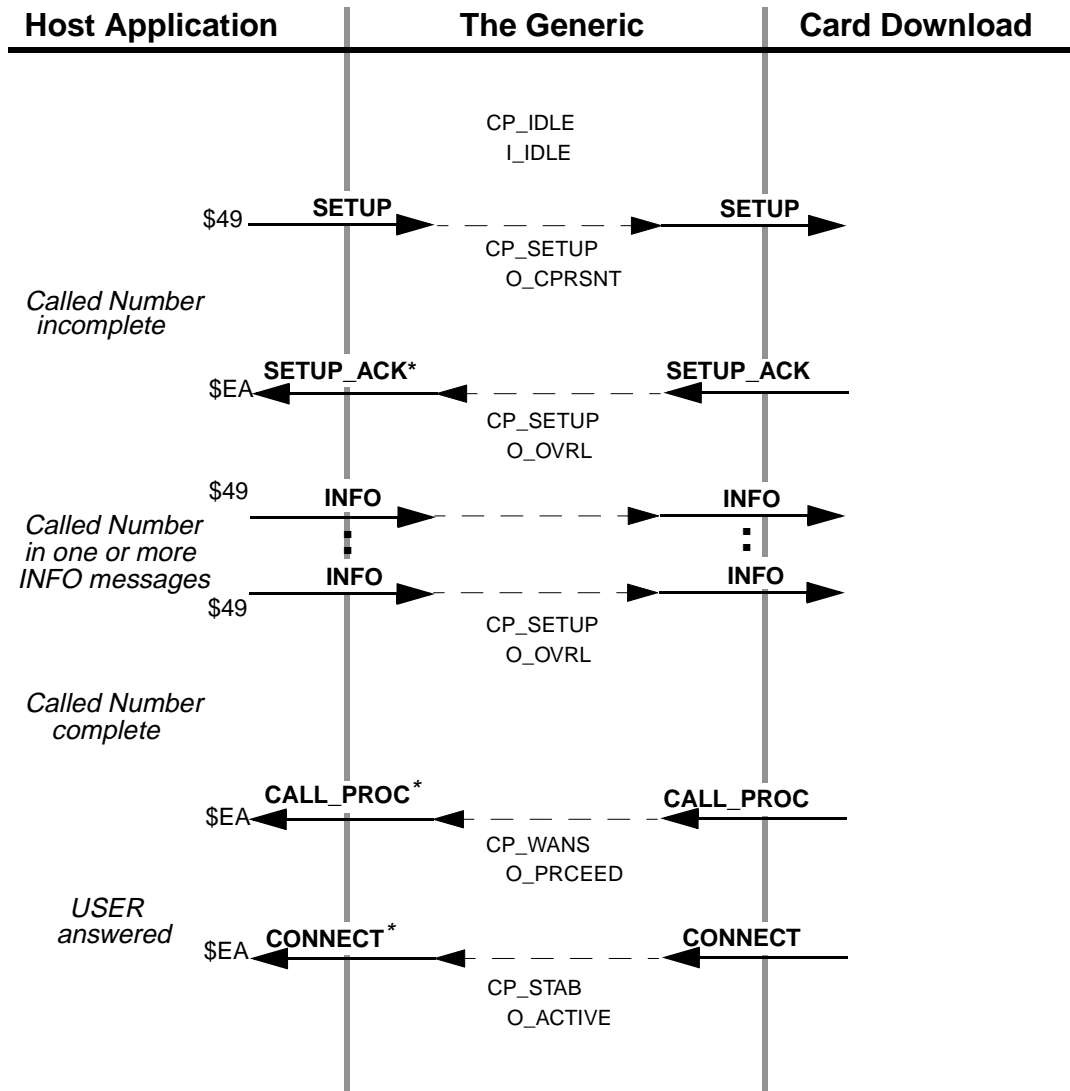 Host Application The Generic Card Download
CP_IDLE
I_IDLE
$49 SETUP SETUP
CP_SETUP
O_CPRSNT
Called Number
incomplete
$EA SETUP_ACK* SETUP_ACK
CP_SETUP
O_OVRL
$49 INFO INFO
Called Number
in one or more
INFO messages
$49 INFO INFO
CP_SETUP
O_OVRL
Called Number
complete
$EA CALL_PROC* CALL_PROC
CP_WANS
O_PRCEED
USER
answered
$EA CONNECT* CONNECT
CP_STAB
O_ACTIVE